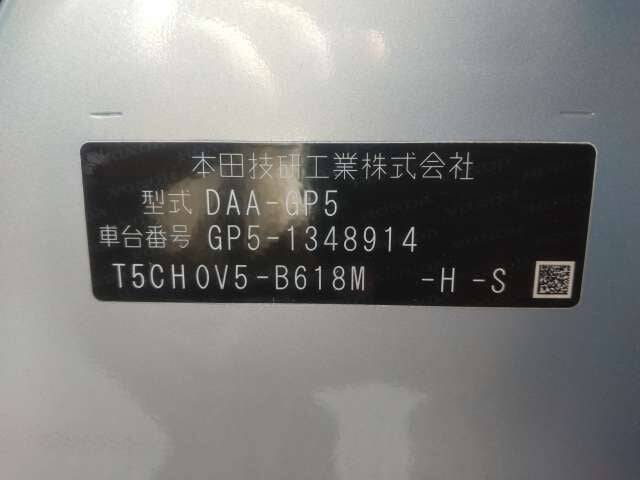 本田技研工業株式会社
型式 DAA-GP5
車台番号 GP5-1348914
T5CH0V5-B618M -H -S